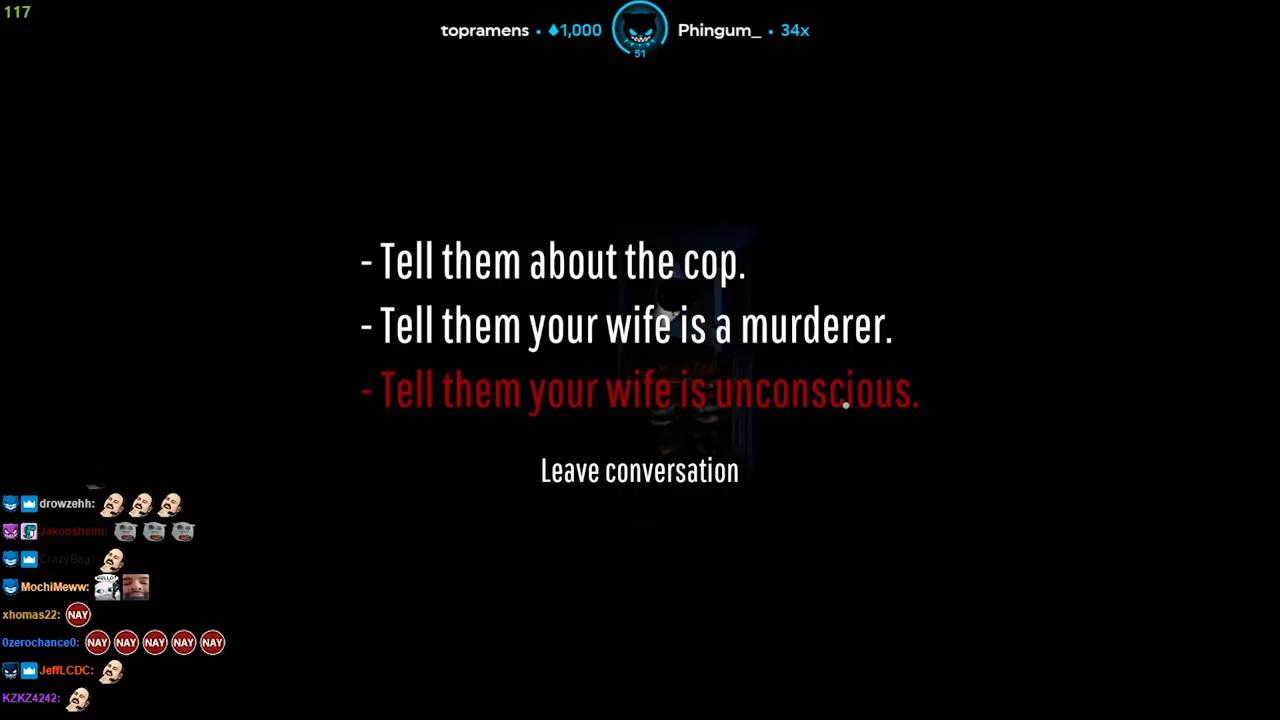 117
topramens • 1,000 Phingum_ • 34x
51
- Tell them about the cop.
- Tell them your wife is a murderer.
- Tell them your wife is unconscious.
Leave conversation
drowzehh:
Jakobsheim:
CrazyBag:
MochiMeww: HELLO?
xhomas22: NAY
0zerochance0: NAY NAY NAY NAY NAY
JeffLCDC:
KZKZ4242: